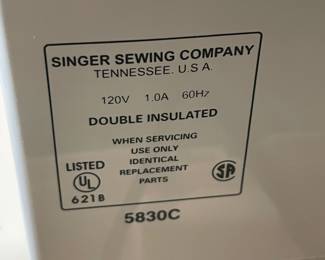 SINGER SEWING COMPANY
TENNESSEE. U.S.A.
120V 1.0A 60Hz
DOUBLE INSULATED
WHEN SERVICING
USE ONLY
IDENTICAL
REPLACEMENT
PARTS
LISTED
UL
621B
SA
5830C